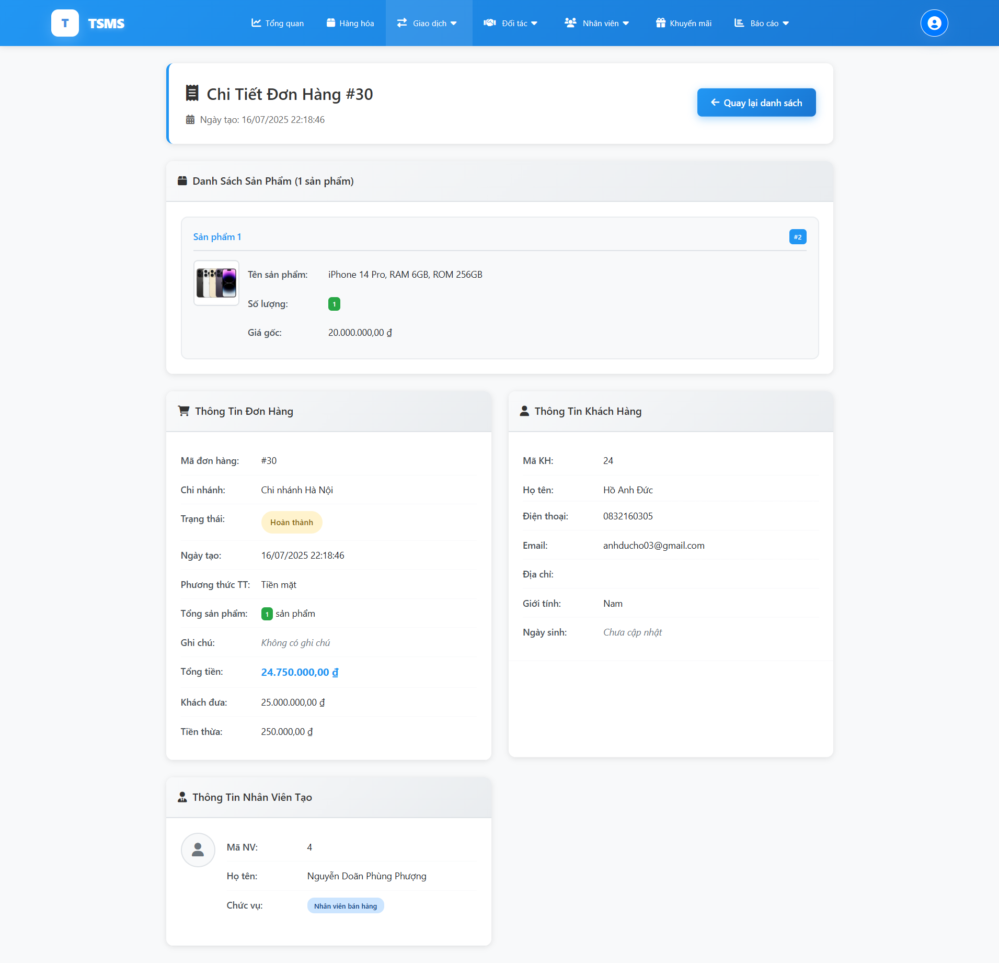 T TSMS
Tổng quan
Hàng hóa
Giao dịch
Đối tác
Nhân viên
Khuyến mãi
Báo cáo
Chi Tiết Đơn Hàng #30
Ngày tạo: 16/07/2025 22:18:46
Quay lại danh sách
Danh Sách Sản Phẩm (1 sản phẩm)
Sản phẩm 1
#2
Tên sản phẩm: iPhone 14 Pro, RAM 6GB, ROM 256GB
Số lượng: 1
Giá gốc: 20.000.000,00 ₫
Thông Tin Đơn Hàng
Mã đơn hàng: #30
Chi nhánh: Chi nhánh Hà Nội
Trạng thái: Hoàn thành
Ngày tạo: 16/07/2025 22:18:46
Phương thức TT: Tiền mặt
Tổng sản phẩm: 1 sản phẩm
Ghi chú: Không có ghi chú
Tổng tiền: 24.750.000,00 ₫
Khách đưa: 25.000.000,00 ₫
Tiền thừa: 250.000,00 ₫
Thông Tin Khách Hàng
Mã KH: 24
Họ tên: Hồ Anh Đức
Điện thoại: 0832160305
Email: anhducho03@gmail.com
Địa chỉ:
Giới tính: Nam
Ngày sinh: Chưa cập nhật
Thông Tin Nhân Viên Tạo
Mã NV: 4
Họ tên: Nguyễn Doãn Phùng Phượng
Chức vụ: Nhân viên bán hàng